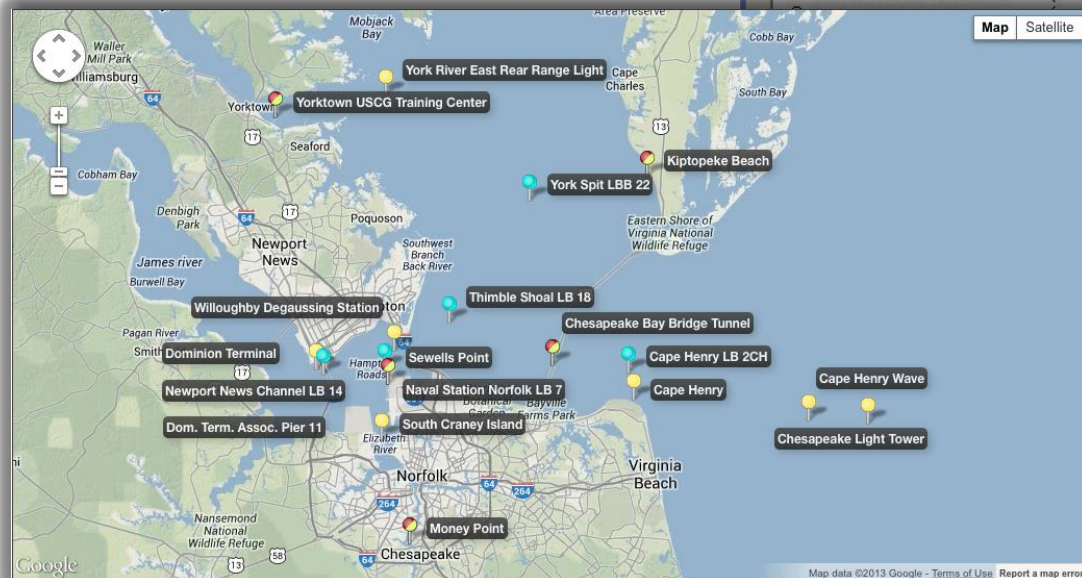 Mobjack
Bay
Area Preserve
Cobb Bay
Map
Satellite
Waller
Mill Park
illiamsburg
64
York River East Rear Range Light
Cape
Charles
South Bay
Yorktown
Yorktown USCG Training Center
17
13
Seaford
Kiptopeke Beach
Cobham Bay
York Spit LBB 22
Denbigh
Park
64
17
Poquoson
Eastern Shore of
Virginia National
Wildlife Refuge
Newport
News
Southwest
Branch
Back River
James river
Burwell Bay
Thimble Shoal LB 18
Willoughby Degaussing Station
pton
Chesapeake Bay Bridge Tunnel
Pagan River
Smith
64
Dominion Terminal
Hampt
Roads
Sewells Point
Cape Henry LB 2CH
17
Cape Henry Wave
Newport News Channel LB 14
Naval Station Norfolk LB 7
Cape Henry
Botanical
Garden
Bayville
Farms Park
Dom. Term. Assoc. Pier 11
South Craney Island
Chesapeake Light Tower
Elizabeth
River
ni
Norfolk
Virginia
Beach
64
264
264
Nansemond
National
Wildlife Refuge
Money Point
Chesapeake
58
13
64
Google
Map data ©2013 Google - Terms of Use
Report a map error